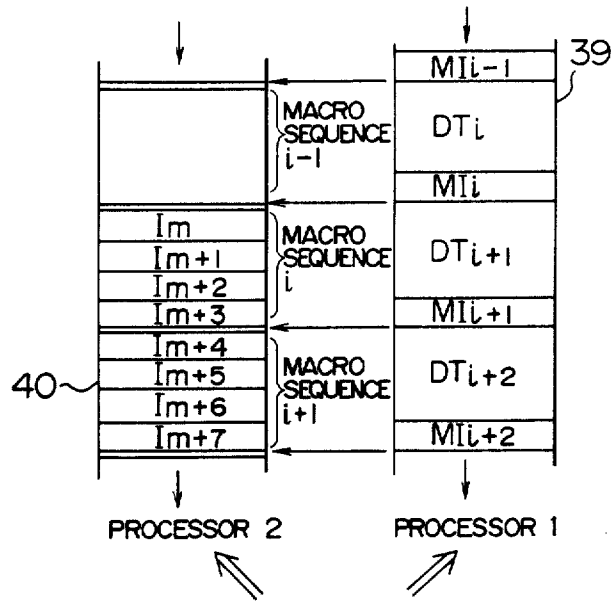 39
MIi-1
DTi
MIi
DTi+1
MIi+1
DTi+2
MIi+2
MACRO
SEQUENCE
i-1
MACRO
SEQUENCE
i
MACRO
SEQUENCE
i+1
Im
Im+1
Im+2
Im+3
Im+4
Im+5
Im+6
Im+7
40
PROCESSOR 2
PROCESSOR 1